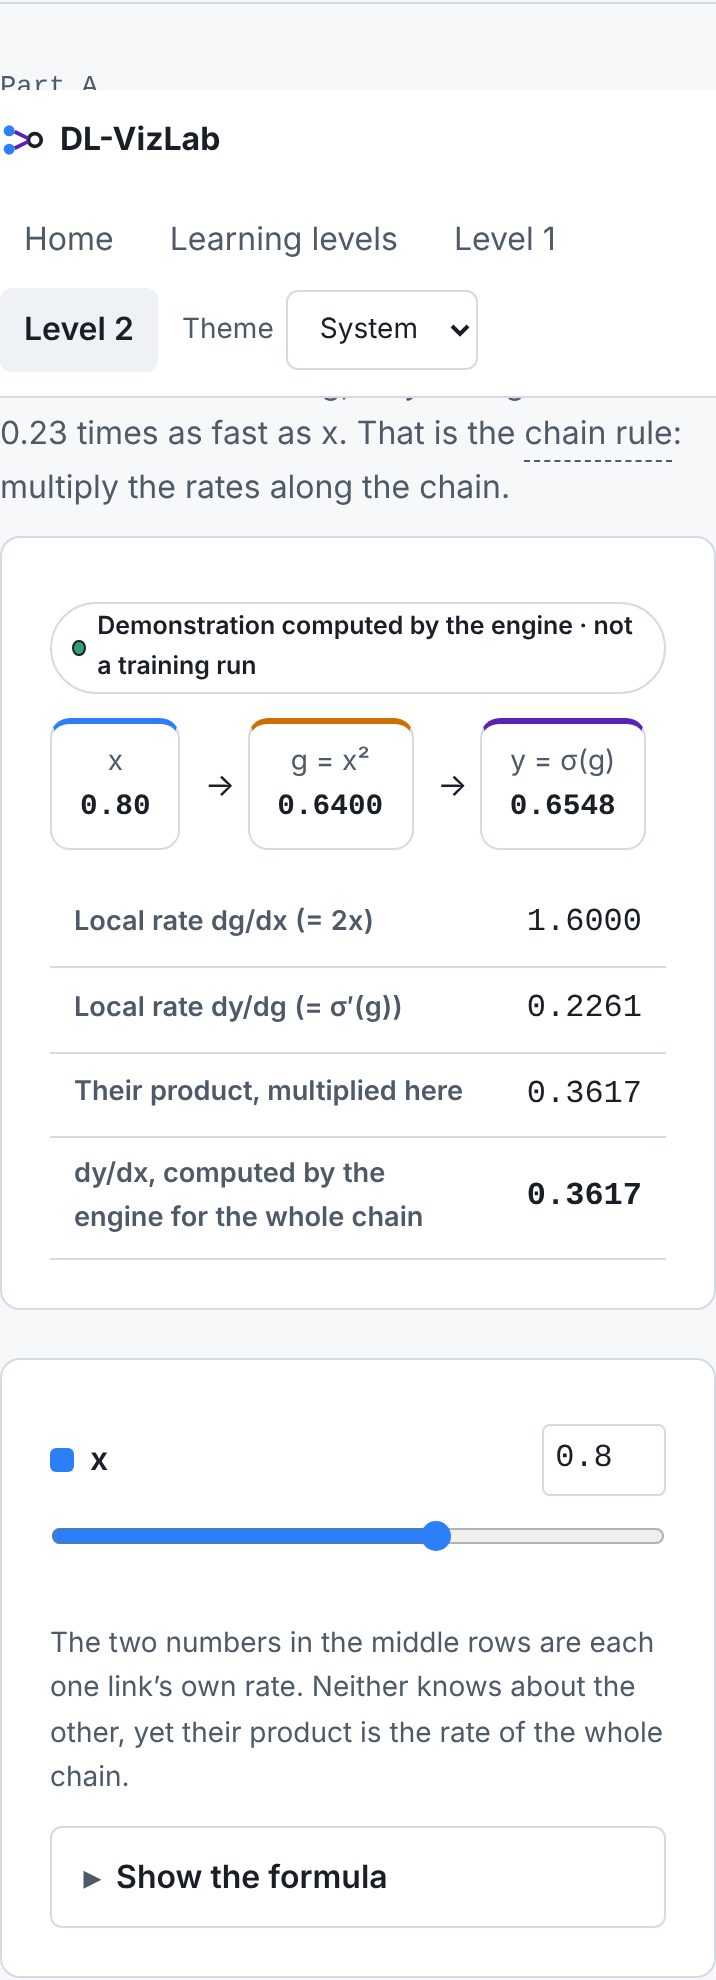 Part A
DL-VizLab
Home Learning levels Level 1
Level 2 Theme System
0.23 times as fast as x. That is the chain rule:
multiply the rates along the chain.
Demonstration computed by the engine · not
a training run
x → g = x² → y = σ(g)
0.80 0.6400 0.6548
Local rate dg/dx (= 2x) 1.6000
Local rate dy/dg (= σ′(g)) 0.2261
Their product, multiplied here 0.3617
dy/dx, computed by the
engine for the whole chain 0.3617
x 0.8
The two numbers in the middle rows are each
one link’s own rate. Neither knows about the
other, yet their product is the rate of the whole
chain.
▶ Show the formula